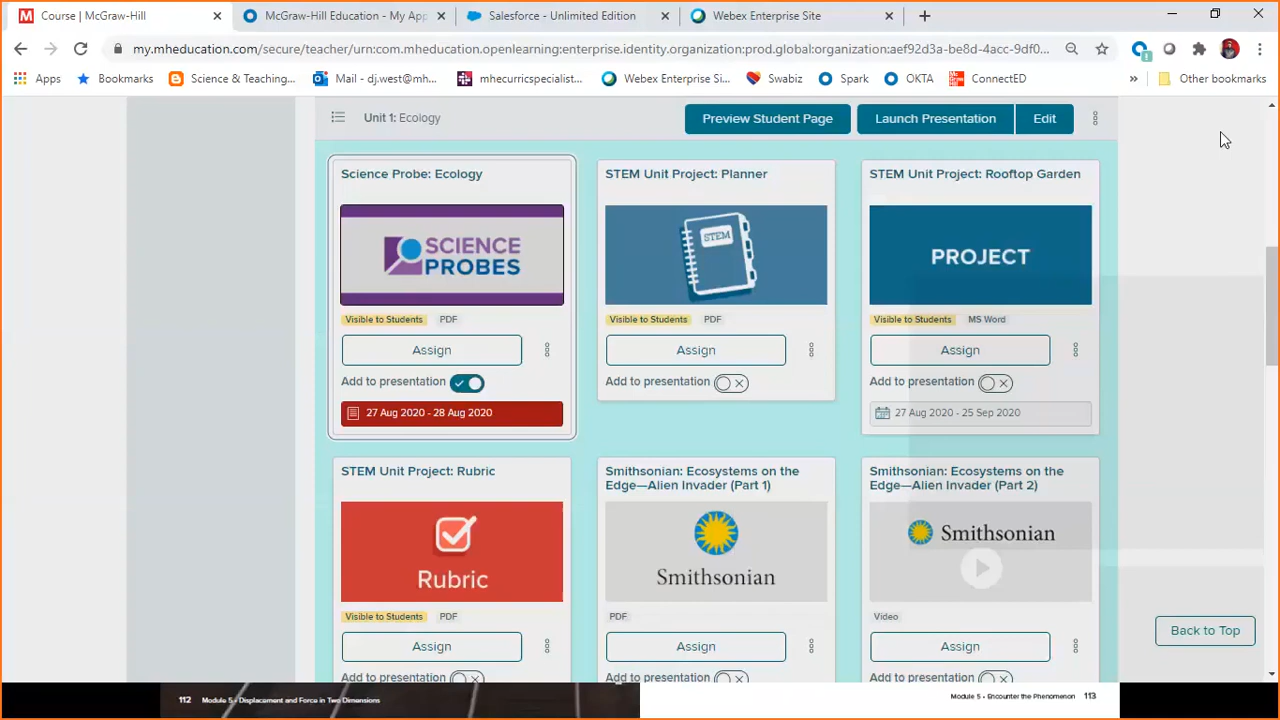 Course | McGraw-Hill
McGraw-Hill Education - My App
Salesforce - Unlimited Edition
Webex Enterprise Site
my.mheducation.com/secure/teacher/urn:com.mheducation.openlearning:enterprise.identity.organization:prod.global:organization:aef92d3a-be8d-4acc-9df0...
Apps
Bookmarks
Science & Teaching...
Mail - dj.west@mh...
mhecurricspecialist...
Webex Enterprise Si...
Swabiz
Spark
OKTA
ConnectED
»
Other bookmarks
Unit 1: Ecology
Preview Student Page
Launch Presentation
Edit
Science Probe: Ecology
STEM Unit Project: Planner
STEM Unit Project: Rooftop Garden
SCIENCE
PROBES
STEM
PROJECT
Visible to Students
PDF
Visible to Students
PDF
Visible to Students
MS Word
Assign
Assign
Assign
Add to presentation
Add to presentation
Add to presentation
27 Aug 2020 - 28 Aug 2020
27 Aug 2020 - 25 Sep 2020
STEM Unit Project: Rubric
Smithsonian: Ecosystems on the
Edge—Alien Invader (Part 1)
Smithsonian: Ecosystems on the
Edge—Alien Invader (Part 2)
Rubric
Smithsonian
Smithsonian
Visible to Students
PDF
PDF
Video
Assign
Assign
Assign
Back to Top
Add to presentation
Add to presentation
Add to presentation
112 Module 5 • Displacement and Force in Two Dimensions
Module 5 • Encounter the Phenomenon 113